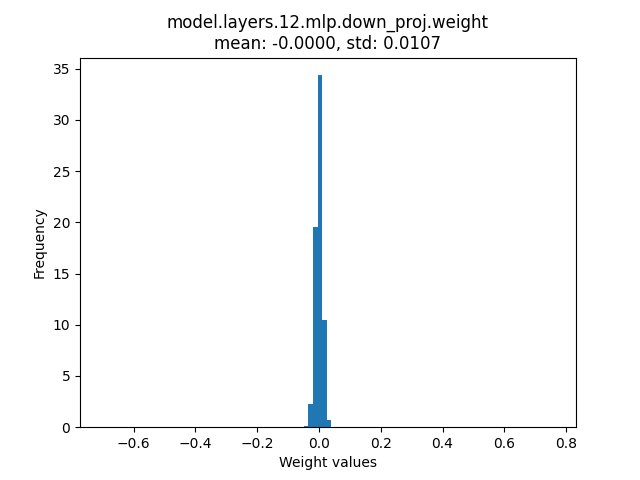 model.layers.12.mlp.down_proj.weight
mean: -0.0000, std: 0.0107
35
30
25
20
15
10
5
0
Frequency
−0.6 −0.4 −0.2 0.0 0.2 0.4 0.6 0.8
Weight values